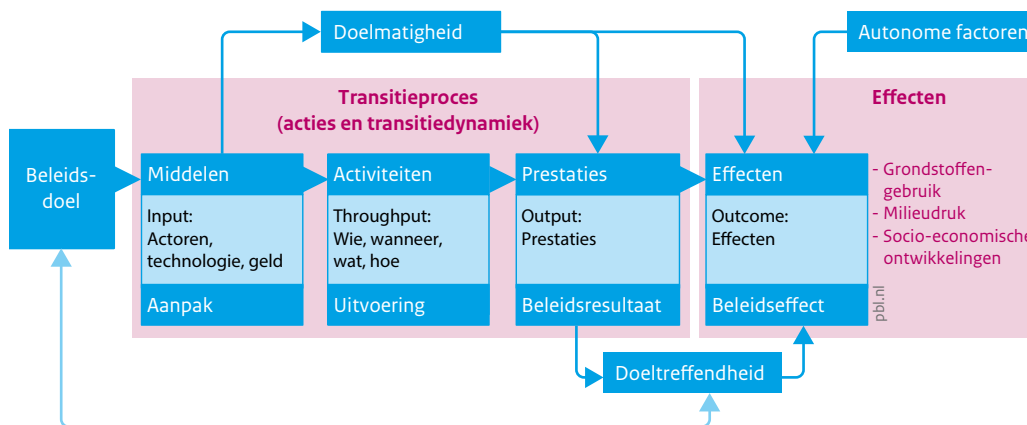 Doelmatigheid
Autonome factoren
Transitieproces
(acties en transitiedynamiek)
Effecten
Beleids-
doel
Middelen
Input:
Actoren,
technologie, geld
Aanpak
Activiteiten
Throughput:
Wie, wanneer,
wat, hoe
Uitvoering
Prestaties
Output:
Prestaties
Beleidsresultaat
Effecten
Outcome:
Effecten
Beleidseffect
- Grondstoffen-
gebruik
- Milieudruk
- Socio-economische
ontwikkelingen
pbl.nl
Doeltreffendheid